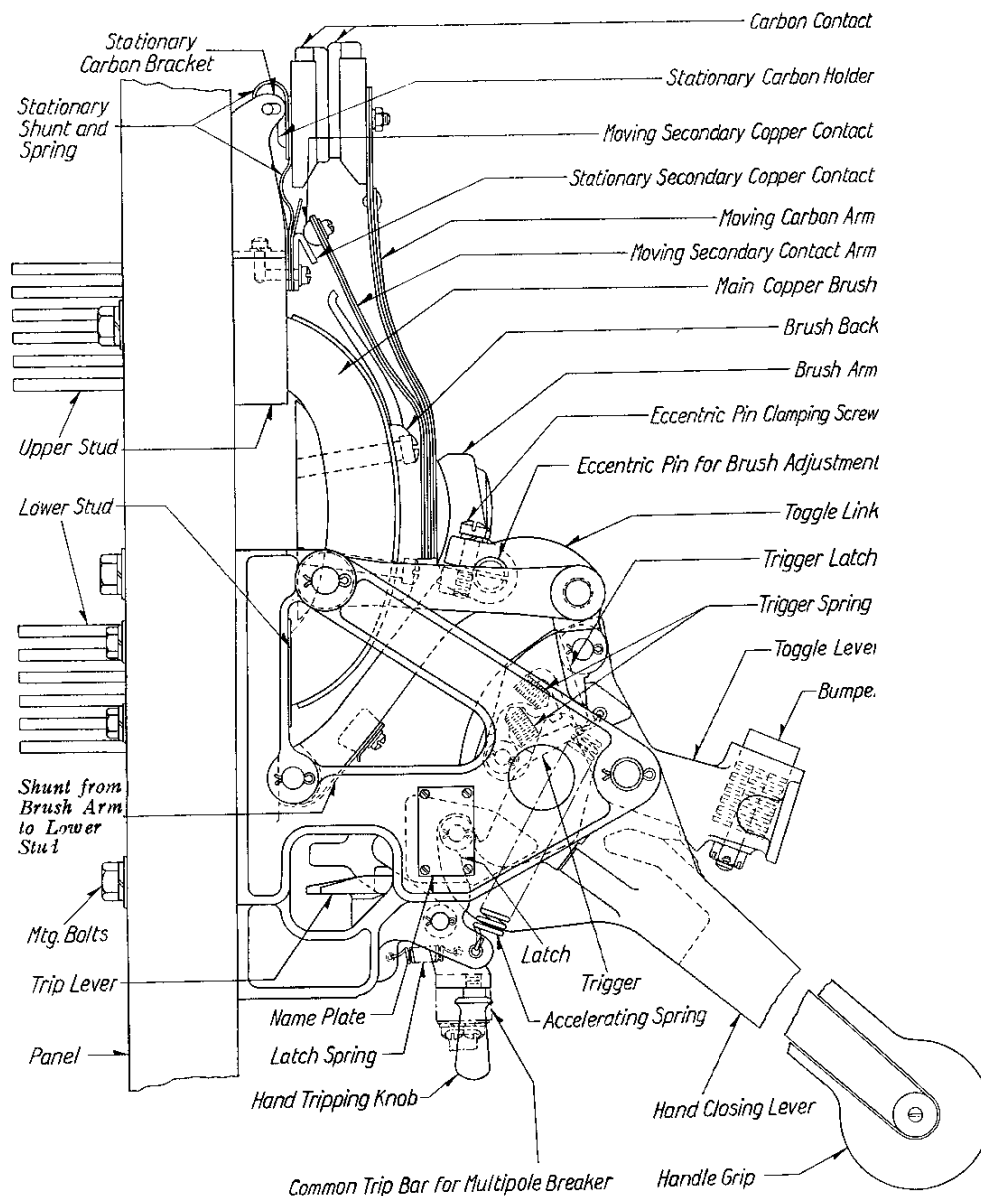 Carbon Contact
Stationary
Carbon Bracket
Stationary Carbon Holder
Stationary
Shunt and
Spring
Moving Secondary Copper Contact
Stationary Secondary Copper Contact
Moving Carbon Arm
Moving Secondary Contact Arm
Main Copper Brush
Brush Back
Brush Arm
Eccentric Pin Clamping Screw
Upper Stud
Eccentric Pin for Brush Adjustment
Lower Stud
Toggle Link
Trigger Latch
Trigger Spring
Toggle Lever
Bumpe.
Shunt from
Brush Arm
to Lower
Stud
Mtg. Bolts
Trip Lever
Latch
Trigger
Name Plate
Accelerating Spring
Panel
Latch Spring
Hand Tripping Knob
Hand Closing Lever
Common Trip Bar for Multipole Breaker
Handle Grip